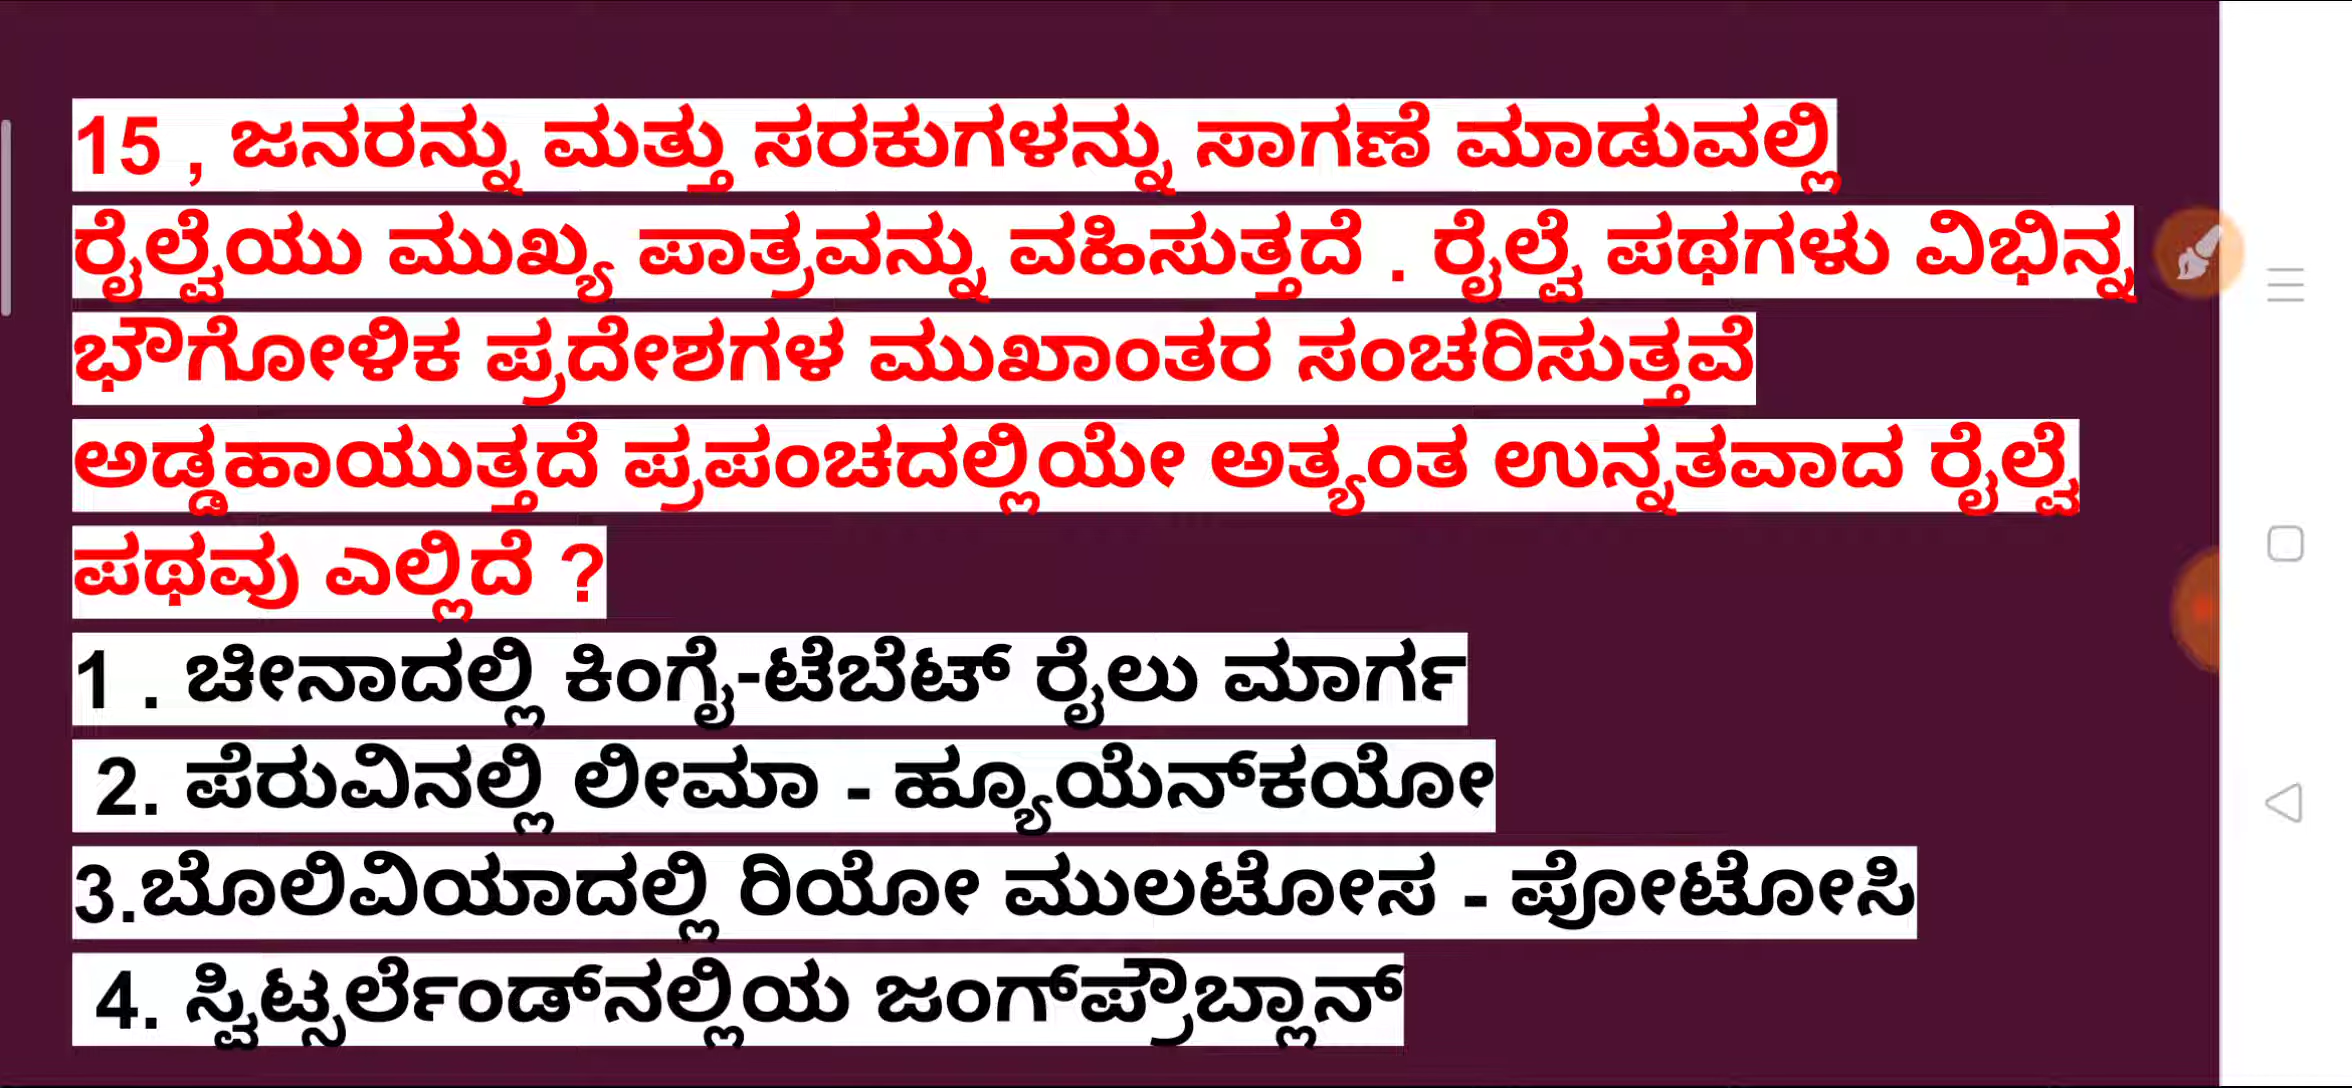 15 , ಜನರನ್ನು ಮತ್ತು ಸರಕುಗಳನ್ನು ಸಾಗಣೆ ಮಾಡುವಲ್ಲಿ
ರೈಲ್ವೆಯು ಮುಖ್ಯ ಪಾತ್ರವನ್ನು ವಹಿಸುತ್ತದೆ . ರೈಲ್ವೆ ಪಥಗಳು ವಿಭಿನ್ನ
ಭೌಗೋಳಿಕ ಪ್ರದೇಶಗಳ ಮುಖಾಂತರ ಸಂಚರಿಸುತ್ತವೆ
ಅಡ್ಡಹಾಯುತ್ತದೆ ಪ್ರಪಂಚದಲ್ಲಿಯೇ ಅತ್ಯಂತ ಉನ್ನತವಾದ ರೈಲ್ವೆ
ಪಥವು ಎಲ್ಲಿದೆ ?
1 . ಚೀನಾದಲ್ಲಿ ಕಿಂಗೈ-ಟಿಬೆಟ್ ರೈಲು ಮಾರ್ಗ
2. ಪೆರುವಿನಲ್ಲಿ ಲೀಮಾ - ಹ್ಯೂಯೆನ್‌ಕಯೋ
3.ಬೊಲಿವಿಯಾದಲ್ಲಿ ರಿಯೋ ಮುಲಟೋಸ - ಪೋಟೋಸಿ
4. ಸ್ವಿಟ್ಸರ್ಲೆಂಡ್‌ನಲ್ಲಿಯ ಜಂಗ್‌ಪ್ರೌಬ್ಲಾನ್